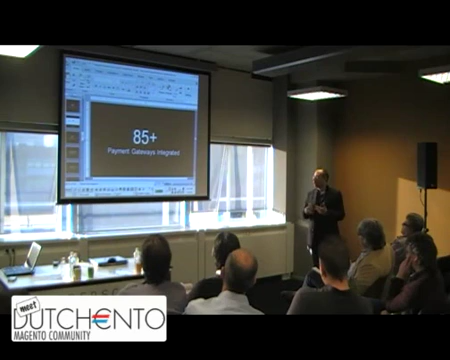 85+
Payment Gateways Integrated
meet
DUTCHENTO
MAGENTO COMMUNITY